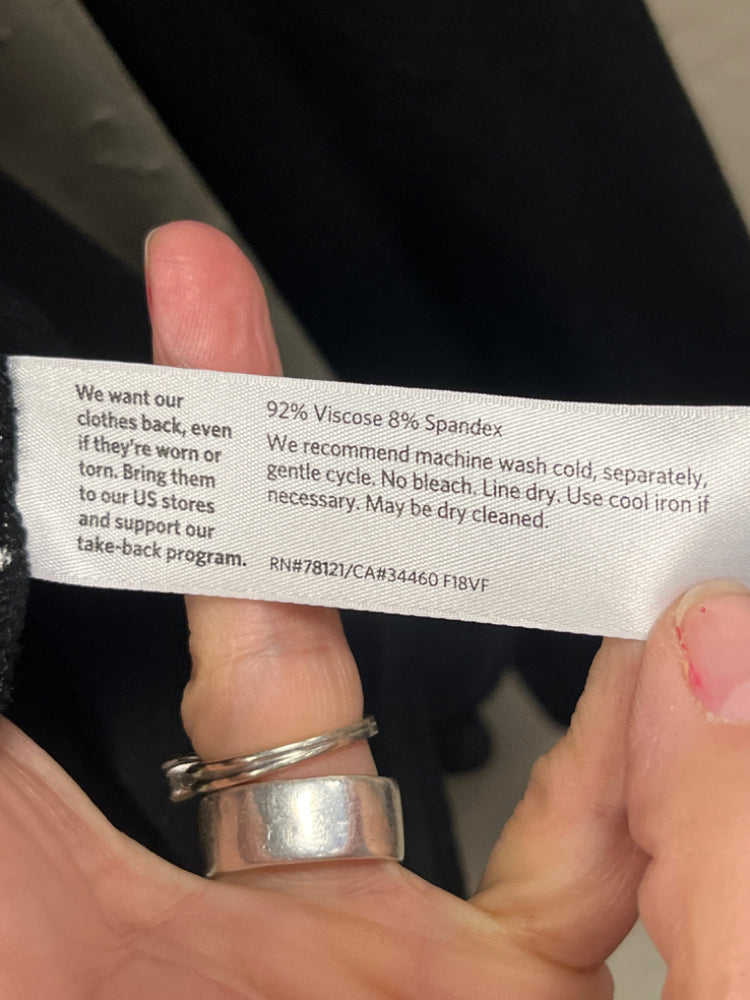 We want our
clothes back, even
if they're worn or
torn. Bring them
to our US stores
and support our
take-back program.
92% Viscose 8% Spandex
We recommend machine wash cold, separately,
gentle cycle. No bleach. Line dry. Use cool iron if
necessary. May be dry cleaned.
RN#78121/CA#34460 F18VF